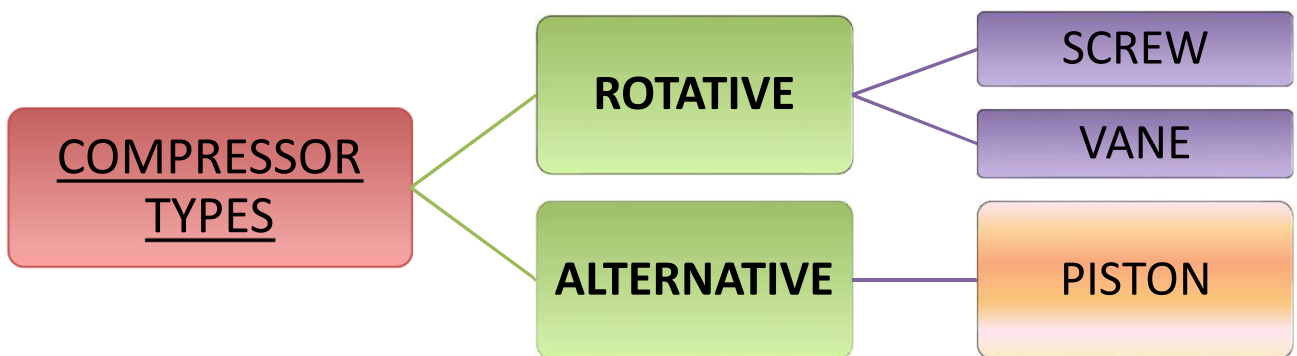 COMPRESSOR
TYPES
ROTATIVE
SCREW
VANE
ALTERNATIVE
PISTON